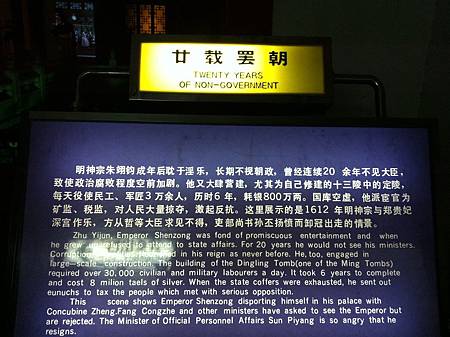 廿载罢朝
TWENTY YEARS
OF NON-GOVERNMENT
明神宗朱翊钧成年后耽于淫乐，长期不视朝政，曾经连续20 余年不见大臣，
致使政治腐败程度空前加剧。他又大肆营建，尤其为自己修建的十三陵中的定陵，
每天役使民工、军匠3 万余人，历时6 年，耗银800万两。国库空虚，他派宦官为
矿监、税监，对人民大量掠夺，激起反抗。这里展示的是1612 年明神宗与郑贵妃
深宫作乐，方从哲等大臣求见不得，吏部尚书孙丕扬愤而卸冠出走的情景。
Zhu Yijun, Emperor Shenzong was fond of promiscuous entertainment and when
he grew up refused to attend to state affairs. For 20 years he would not see his ministers.
Corruption in his reign as never before. He, too, engaged in
large-scale construction. The building of the Dingling Tomb(one of the Ming Tombs)
required over 30,000 civilian and military labourers a day. It took 6 years to complete
and cost 8 milion taels of silver. When the state coffers were exhausted, he sent out
eunuchs to tax the people which met with serious opposition.
This scene shows Emperor Shenzong disporting himself in his palace with
Concubine Zheng.Fang Congzhe and other ministers have asked to see the Emperor but
are rejected. The Minister of Official Personnel Affairs Sun Piyang is so angry that he
resigns.